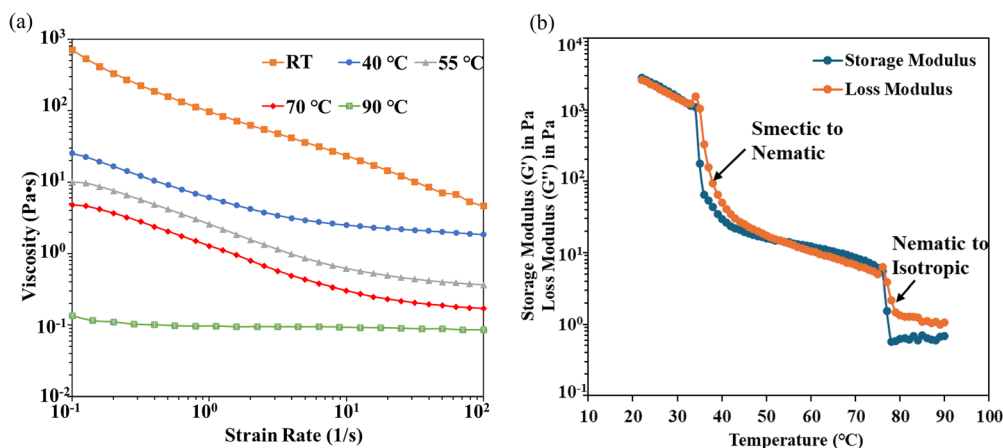 (a)
10³
10²
10¹
10⁰
10⁻¹
10⁻²
Viscosity (Pa•s)
RT
40 ℃
55 ℃
70 ℃
90 ℃
10⁻¹
10⁰
10¹
10²
Strain Rate (1/s)
(b)
10⁴
10³
10²
10¹
10⁰
10⁻¹
Storage Modulus (G') in Pa
Loss Modulus (G'') in Pa
Storage Modulus
Loss Modulus
Smectic to
Nematic
Nematic to
Isotropic
10
20
30
40
50
60
70
80
90
100
Temperature (℃)